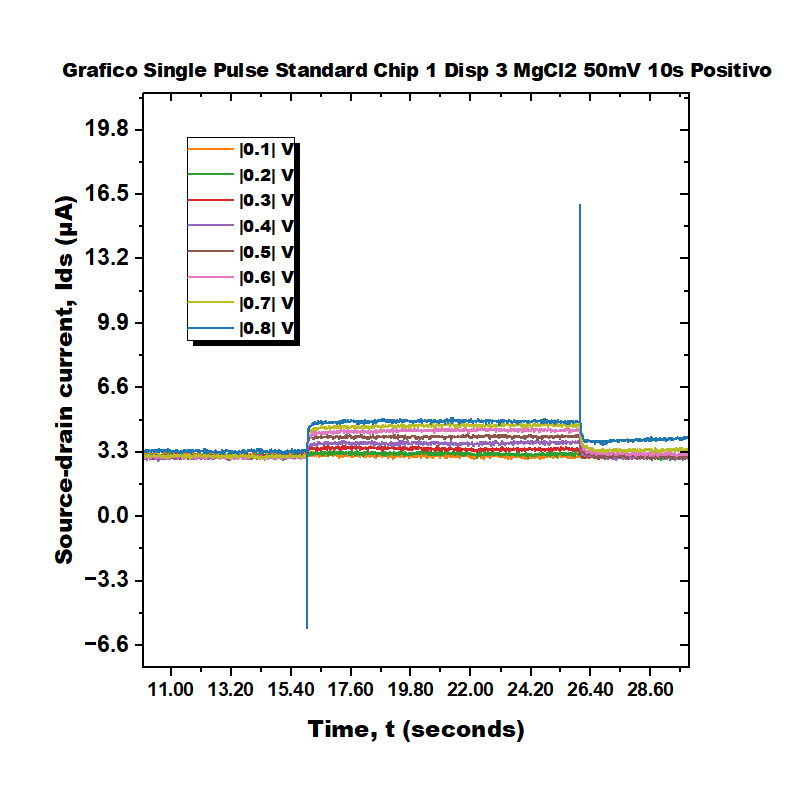 Grafico Single Pulse Standard Chip 1 Disp 3 MgCl2 50mV 10s Positivo
|0.1| V
|0.2| V
|0.3| V
|0.4| V
|0.5| V
|0.6| V
|0.7| V
|0.8| V
Source-drain current, Ids (μA)
19.8
16.5
13.2
9.9
6.6
3.3
0.0
−3.3
−6.6
11.00 13.20 15.40 17.60 19.80 22.00 24.20 26.40 28.60
Time, t (seconds)